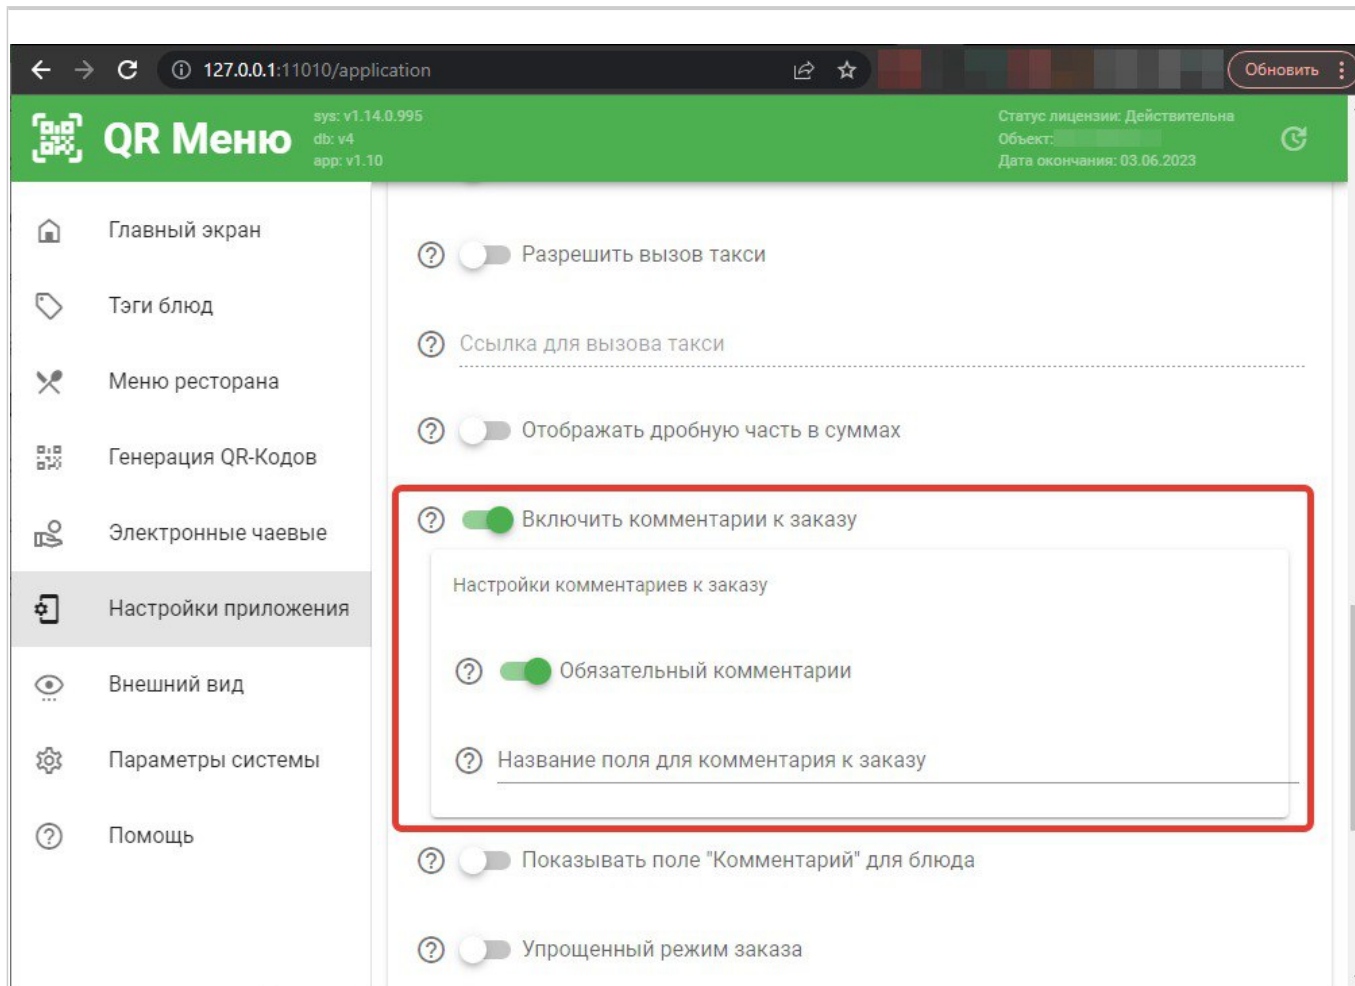 127.0.0.1:11010/application
Обновить
QR Меню
sys: v1.14.0.995
db: v4
app: v1.10
Статус лицензии: Действительна
Объект:
Дата окончания: 03.06.2023
Главный экран
Тэги блюд
Меню ресторана
Генерация QR-Кодов
Электронные чаевые
Настройки приложения
Внешний вид
Параметры системы
Помощь
Разрешить вызов такси
Ссылка для вызова такси
Отображать дробную часть в суммах
Включить комментарии к заказу
Настройки комментариев к заказу
Обязательный комментарии
Название поля для комментария к заказу
Показывать поле "Комментарий" для блюда
Упрощенный режим заказа